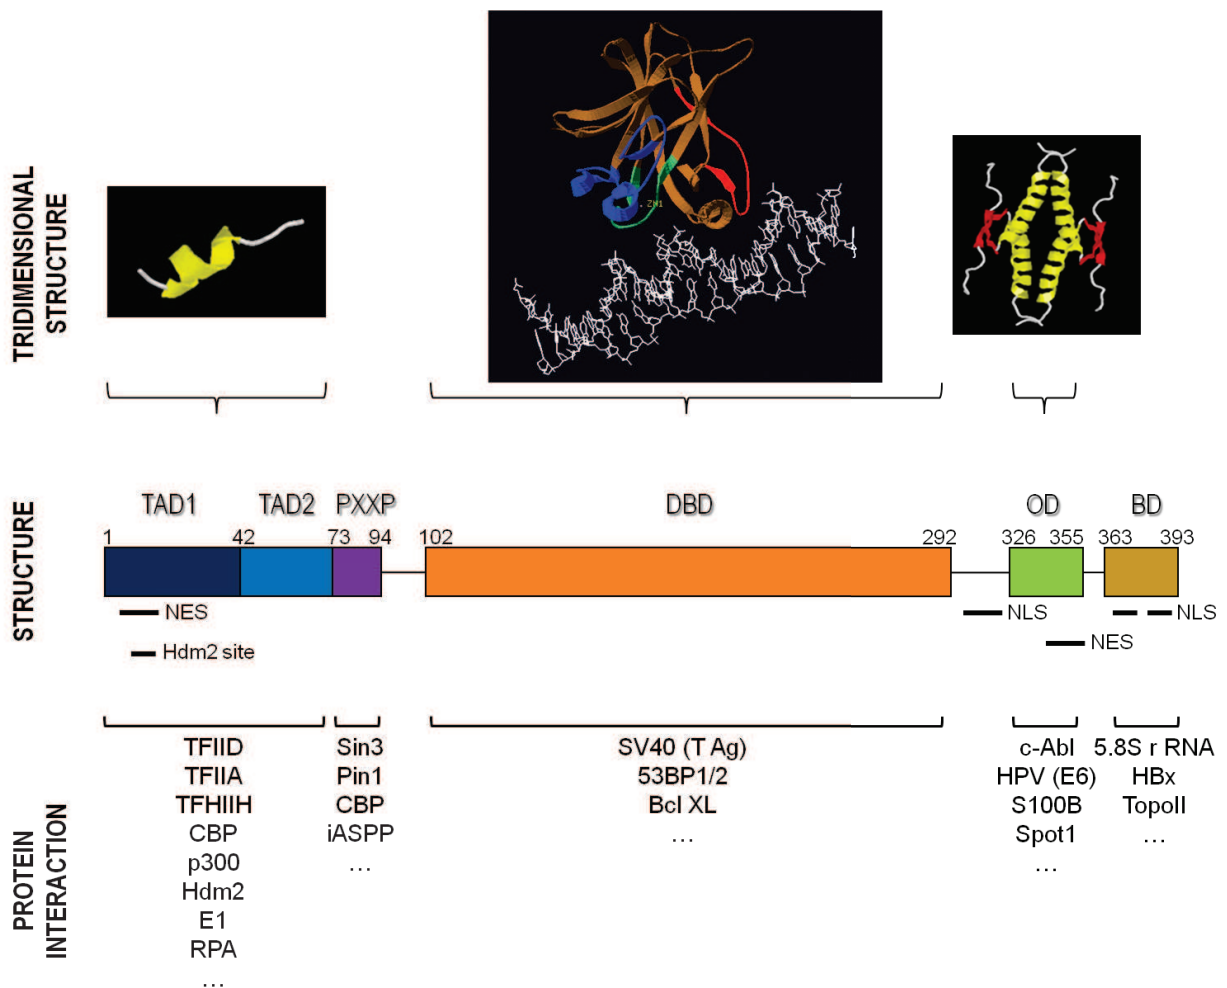 TRIDIMENSIONAL
STRUCTURE
ZN1
STRUCTURE
TAD1 TAD2 PXXP DBD OD BD
1 42 73 94 102 292 326 355 363 393
NES NLS NLS
Hdm2 site NES
PROTEIN
INTERACTION
TFIID
TFIIA
TFHIIH
CBP
p300
Hdm2
E1
RPA
...
Sin3
Pin1
CBP
iASPP
...
SV40 (T Ag)
53BP1/2
Bcl XL
...
c-Abl
HPV (E6)
S100B
Spot1
...
5.8S r RNA
HBx
TopoII
...